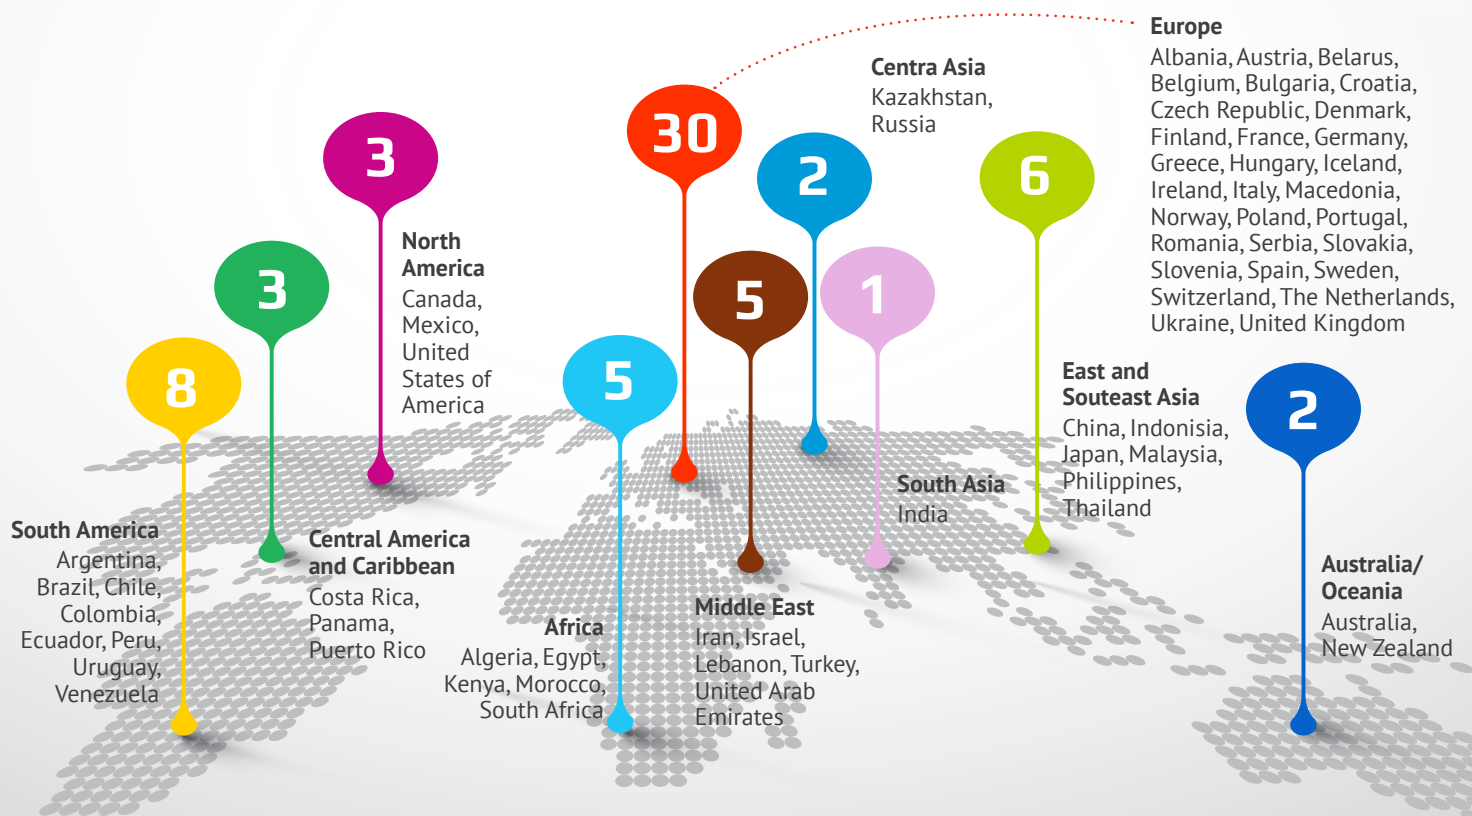 Europe
Albania, Austria, Belarus,
Belgium, Bulgaria, Croatia,
Czech Republic, Denmark,
Finland, France, Germany,
Greece, Hungary, Iceland,
Ireland, Italy, Macedonia,
Norway, Poland, Portugal,
Romania, Serbia, Slovakia,
Slovenia, Spain, Sweden,
Switzerland, The Netherlands,
Ukraine, United Kingdom
30
Centra Asia
Kazakhstan,
Russia
2
3
North
America
Canada,
Mexico,
United
States of
America
3
Central America
and Caribbean
Costa Rica,
Panama,
Puerto Rico
8
South America
Argentina,
Brazil, Chile,
Colombia,
Ecuador, Peru,
Uruguay,
Venezuela
5
Africa
Algeria, Egypt,
Kenya, Morocco,
South Africa
5
Middle East
Iran, Israel,
Lebanon, Turkey,
United Arab
Emirates
1
South Asia
India
6
East and
Souteast Asia
China, Indonisia,
Japan, Malaysia,
Philippines,
Thailand
2
Australia/
Oceania
Australia,
New Zealand